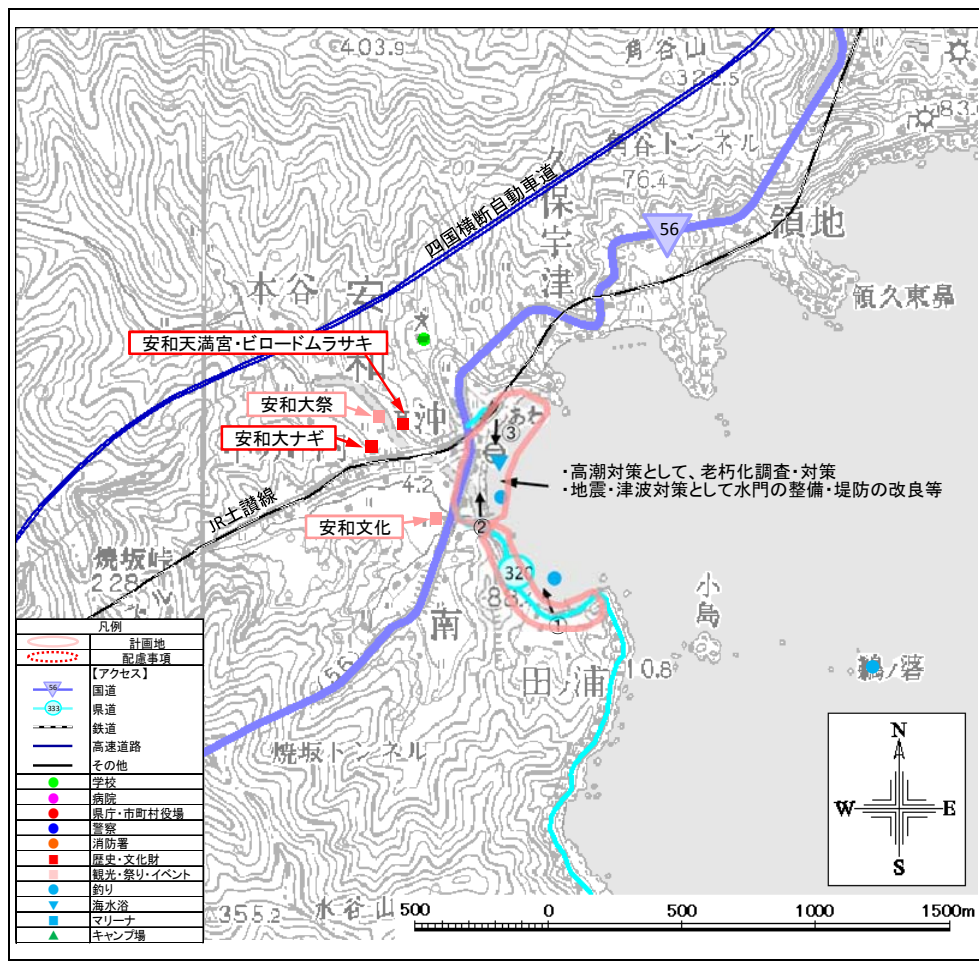 403.9
角谷山
322.5
83.
角谷トンネル
76.4
久保宇津
四国横断自動車道
56
領地
領久東鼻
100
本谷
安和
文
安和天満宮・ビロードムラサキ
安和大祭
沖
あわ
③
安和大ナギ
・高潮対策として、老朽化調査・対策
・地震・津波対策として水門の整備・堤防の改良等
4.2
JR土讃線
安和文化
②
焼坂峠
228
320
88.
小島
①
南
田ノ浦
10.8
56
焼坂トンネル
凡例
計画地
配慮事項
【アクセス】
56
国道
333
県道
鉄道
高速道路
その他
学校
病院
県庁・市町村役場
警察
消防署
歴史・文化財
観光・祭り・イベント
釣り
海水浴
マリーナ
キャンプ場
N
W
E
S
355.2
水谷山
500
0
500
1000
1500m